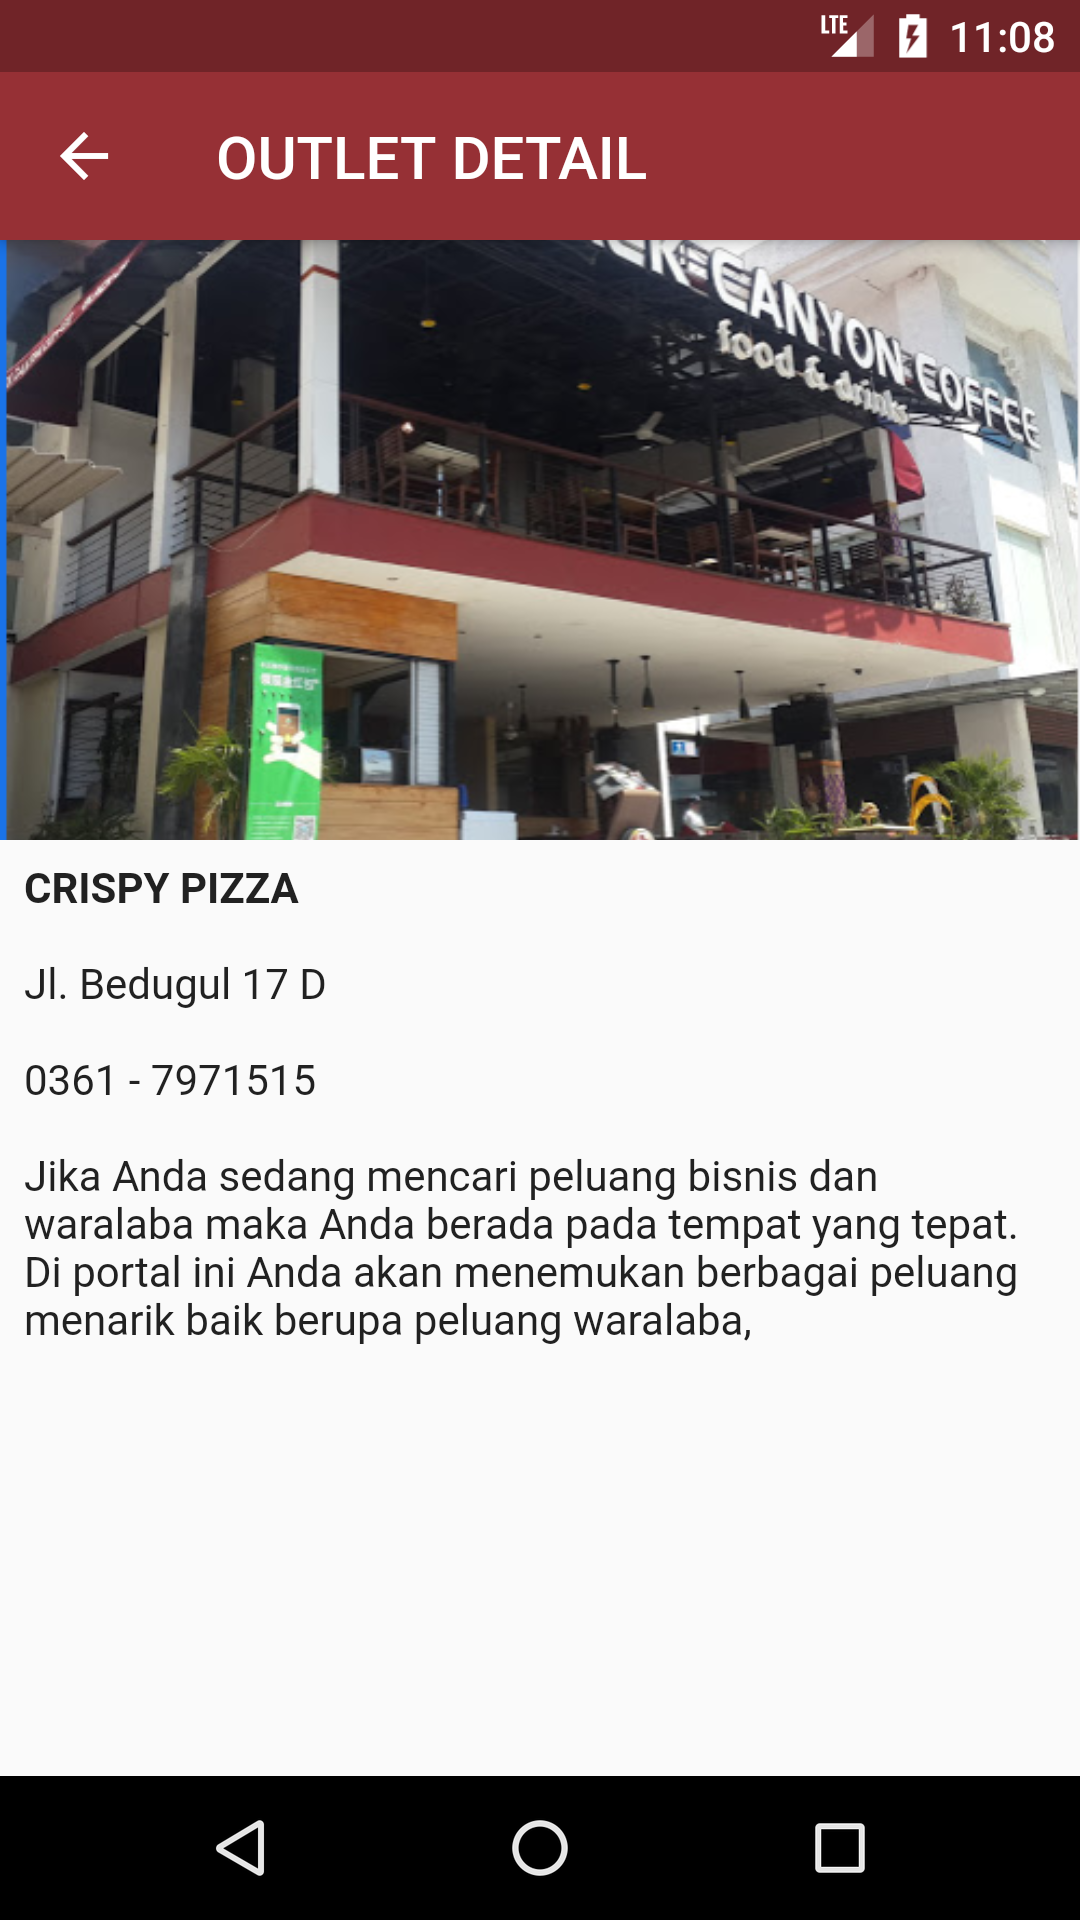 LTE 11:08
OUTLET DETAIL
CANYON COFFEE
food & drinks
CRISPY PIZZA
Jl. Bedugul 17 D
0361 - 7971515
Jika Anda sedang mencari peluang bisnis dan
waralaba maka Anda berada pada tempat yang tepat.
Di portal ini Anda akan menemukan berbagai peluang
menarik baik berupa peluang waralaba,